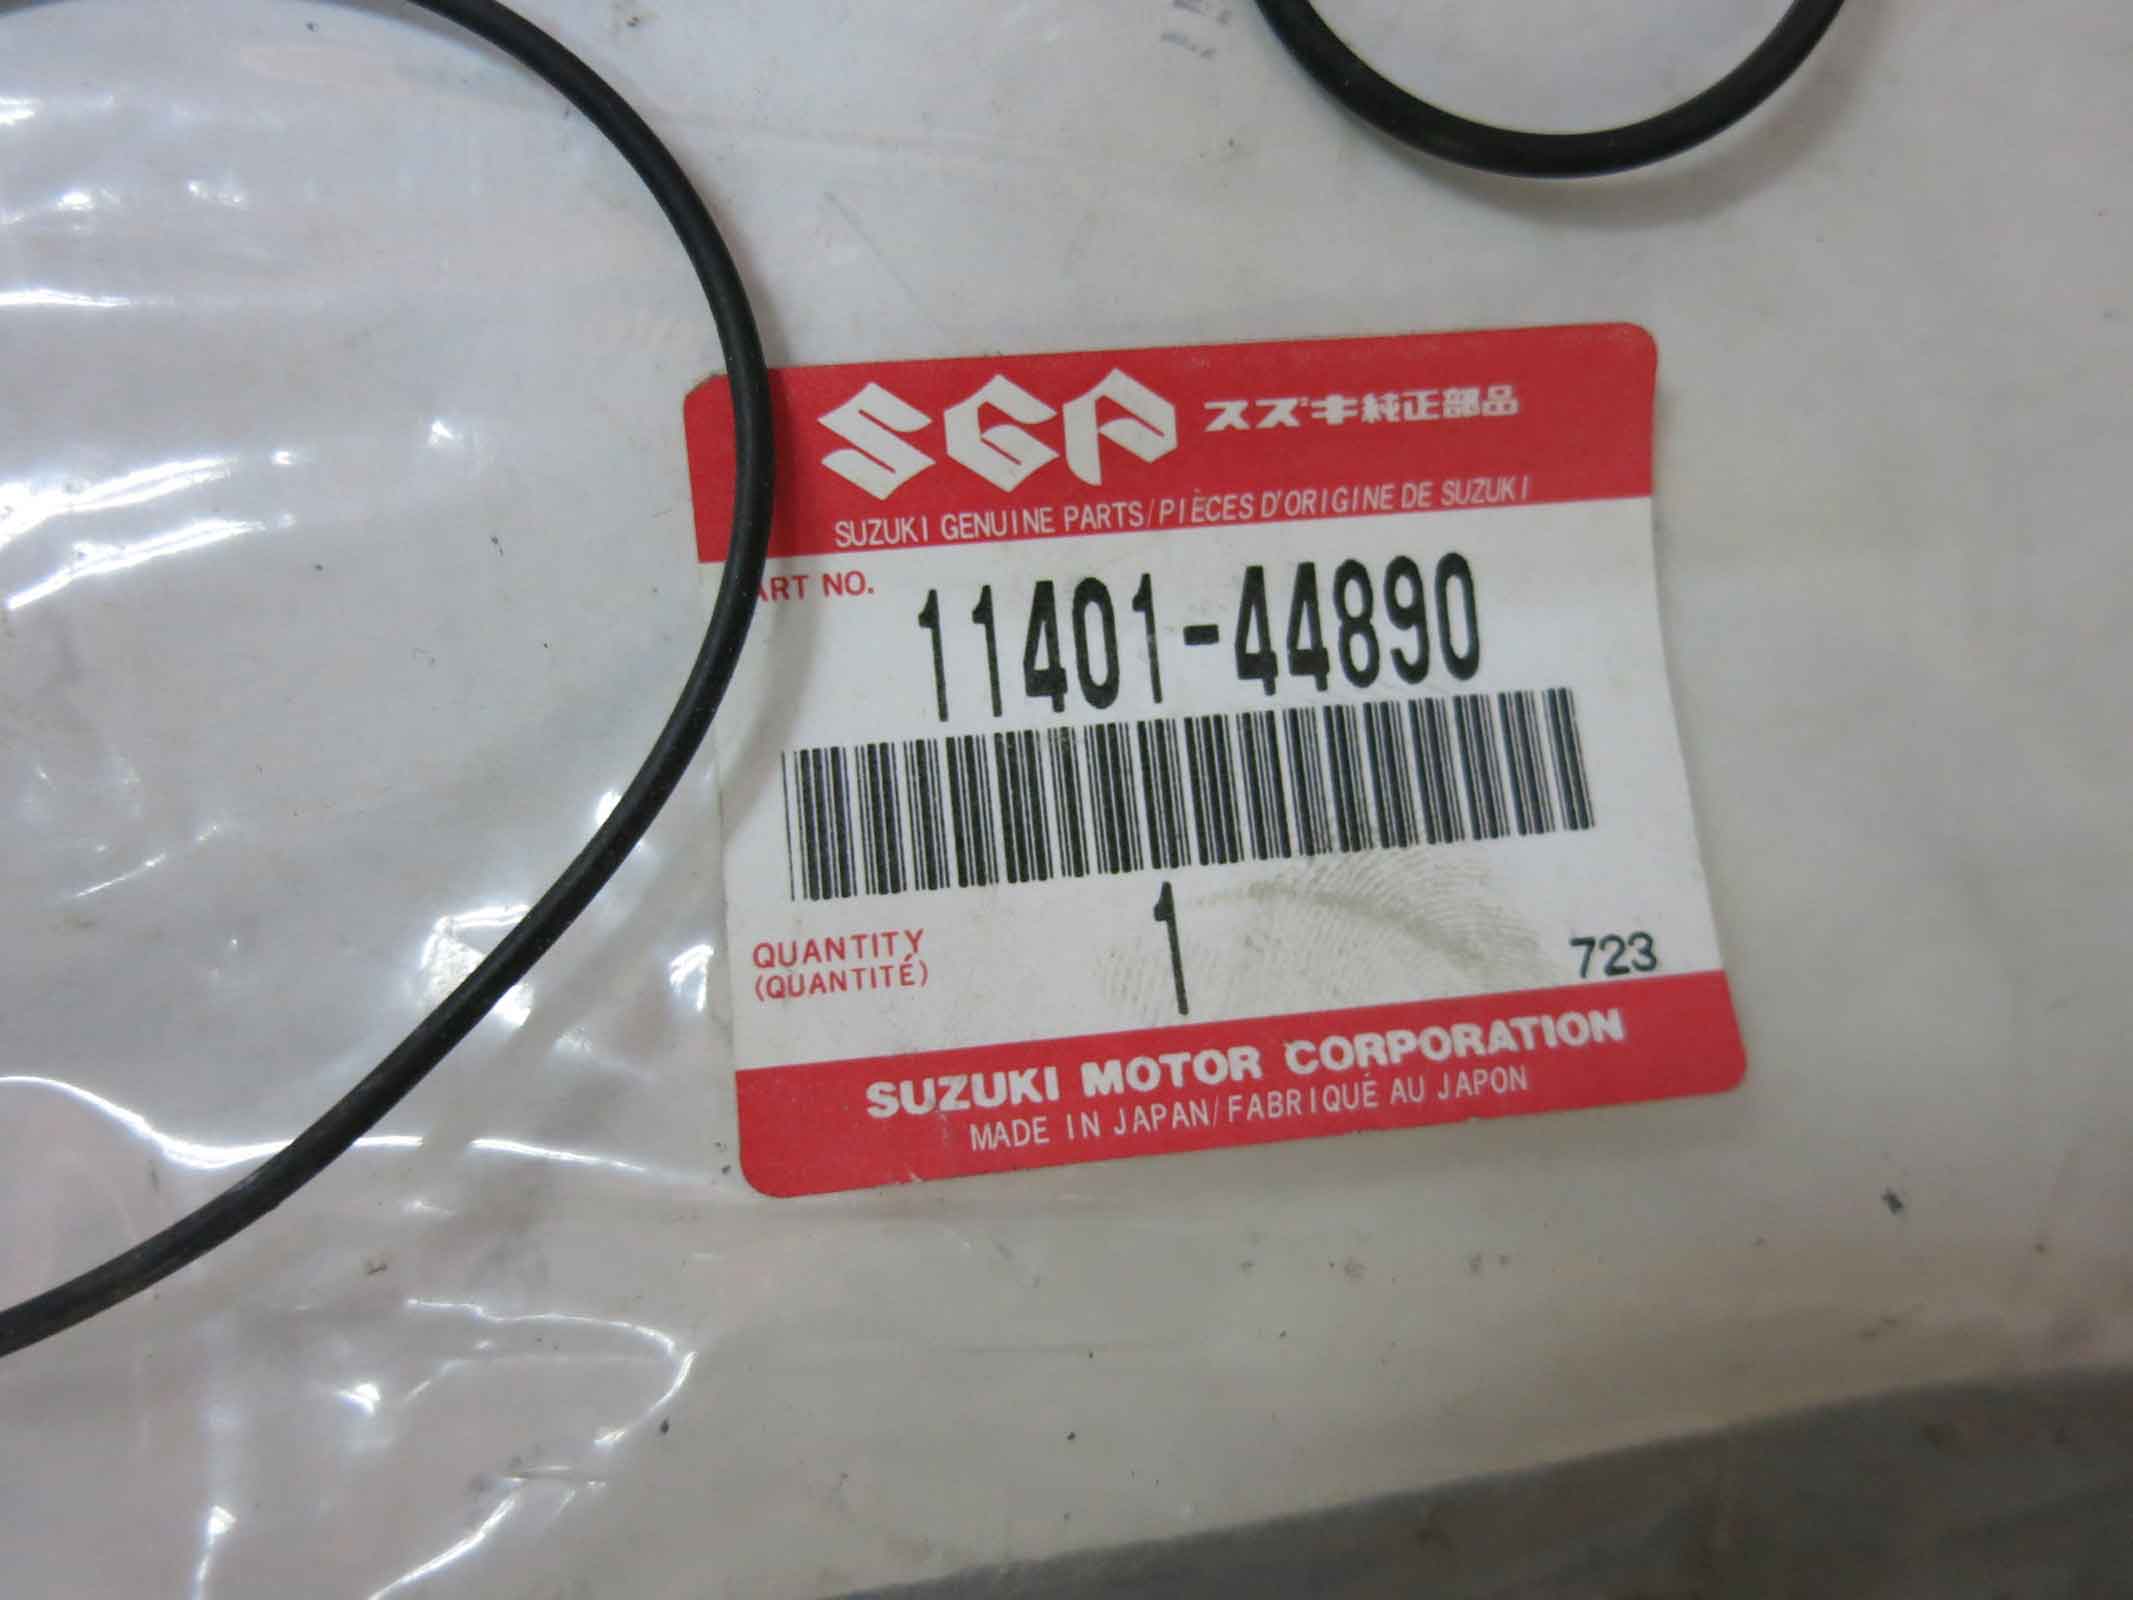 SGP スズキ純正部品
SUZUKI GENUINE PARTS/PIÈCES D'ORIGINE DE SUZUKI
ART NO. 11401-44890
QUANTITY 1
(QUANTITÉ) 723
SUZUKI MOTOR CORPORATION
MADE IN JAPAN/FABRIQUÉ AU JAPON